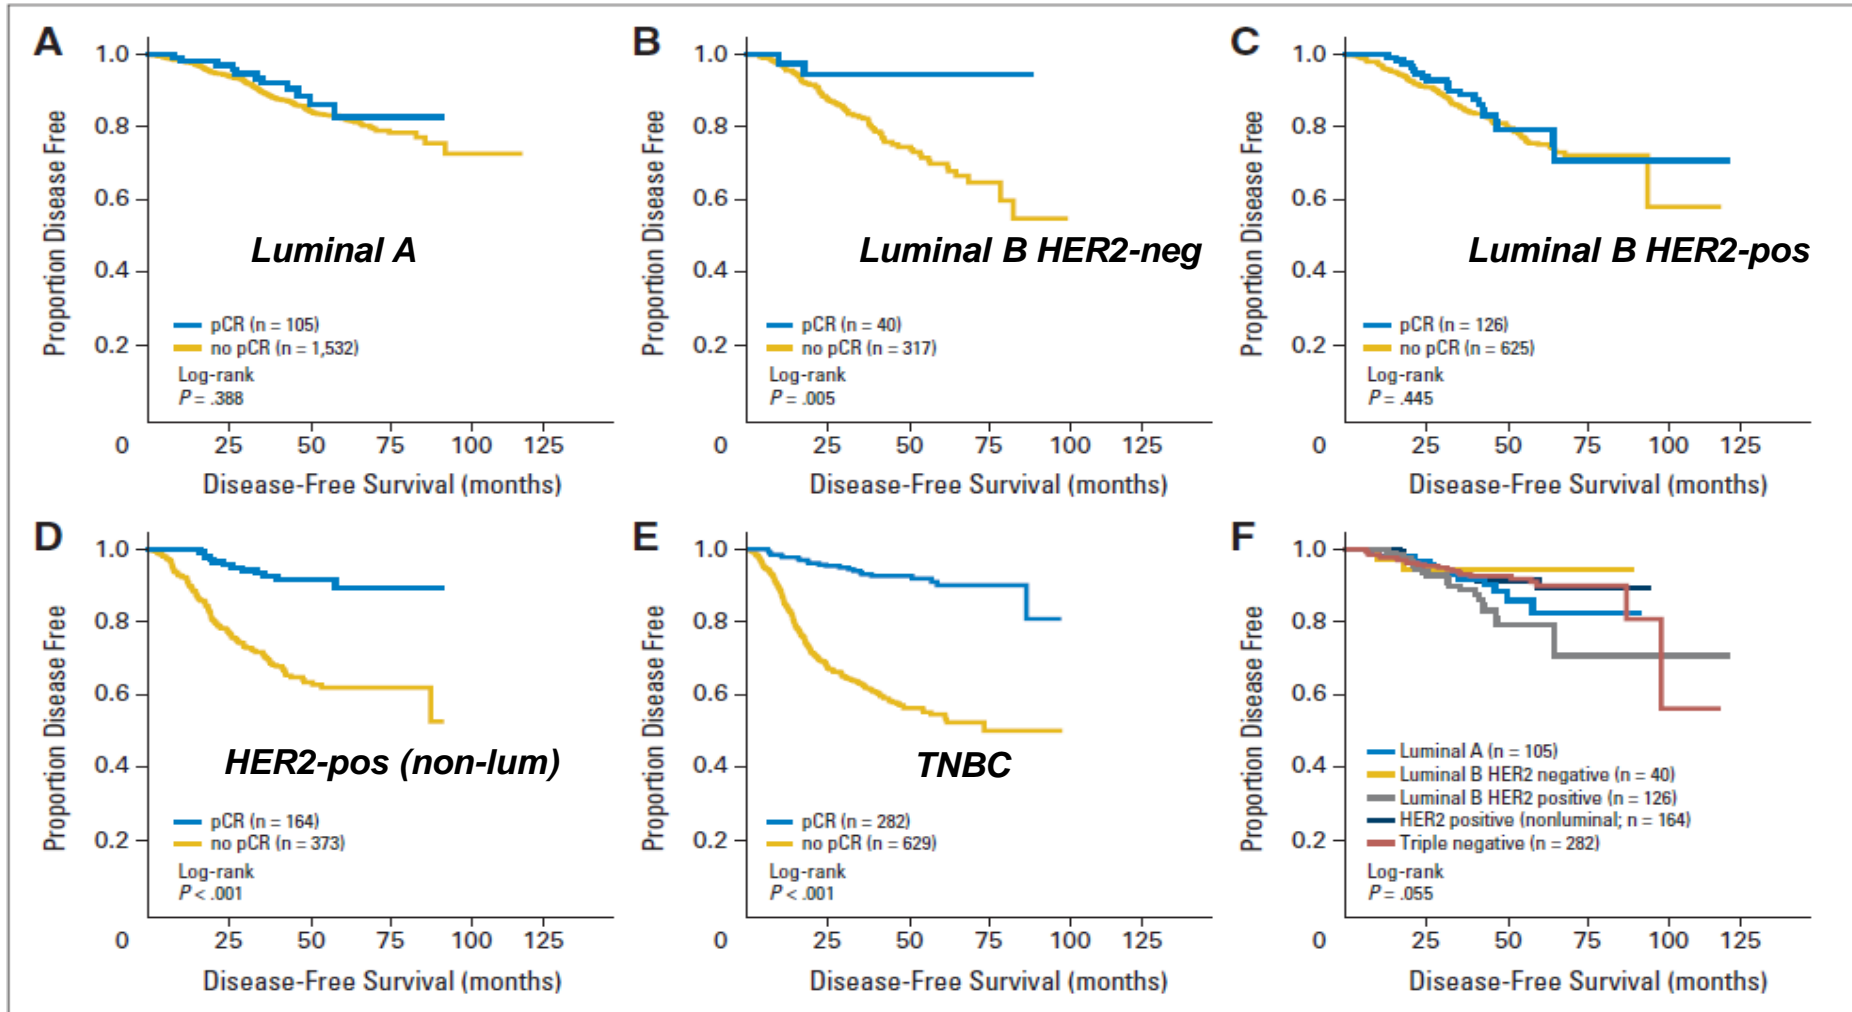 A
1.0
0.8
0.6
0.4
0.2
0
25 50 75 100 125
Proportion Disease Free
Disease-Free Survival (months)
Luminal A
pCR (n = 105)
no pCR (n = 1,532)
Log-rank
P = .388
B
1.0
0.8
0.6
0.4
0.2
0
25 50 75 100 125
Proportion Disease Free
Disease-Free Survival (months)
Luminal B HER2-neg
pCR (n = 40)
no pCR (n = 317)
Log-rank
P = .005
C
1.0
0.8
0.6
0.4
0.2
0
25 50 75 100 125
Proportion Disease Free
Disease-Free Survival (months)
Luminal B HER2-pos
pCR (n = 126)
no pCR (n = 625)
Log-rank
P = .445
D
1.0
0.8
0.6
0.4
0.2
0
25 50 75 100 125
Proportion Disease Free
Disease-Free Survival (months)
HER2-pos (non-lum)
pCR (n = 164)
no pCR (n = 373)
Log-rank
P < .001
E
1.0
0.8
0.6
0.4
0.2
0
25 50 75 100 125
Proportion Disease Free
Disease-Free Survival (months)
TNBC
pCR (n = 282)
no pCR (n = 629)
Log-rank
P < .001
F
1.0
0.8
0.6
0.4
0.2
0
25 50 75 100 125
Proportion Disease Free
Disease-Free Survival (months)
Luminal A (n = 105)
Luminal B HER2 negative (n = 40)
Luminal B HER2 positive (n = 126)
HER2 positive (nonluminal; n = 164)
Triple negative (n = 282)
Log-rank
P = .055